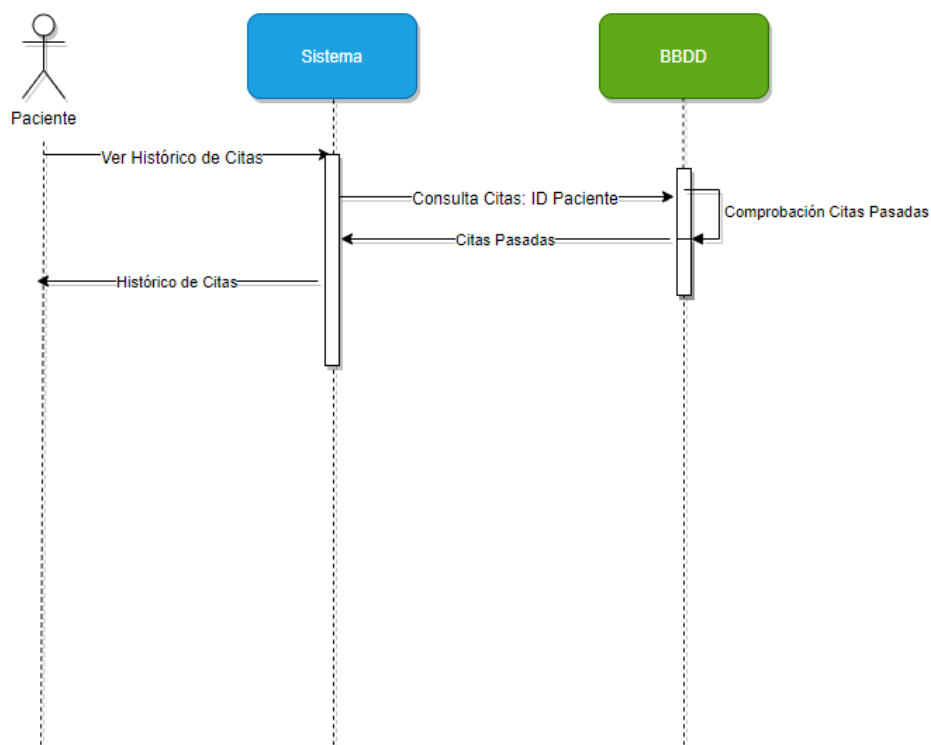 Sistema
BBDD
Paciente
Ver Histórico de Citas
Consulta Citas: ID Paciente
Comprobación Citas Pasadas
Citas Pasadas
Histórico de Citas